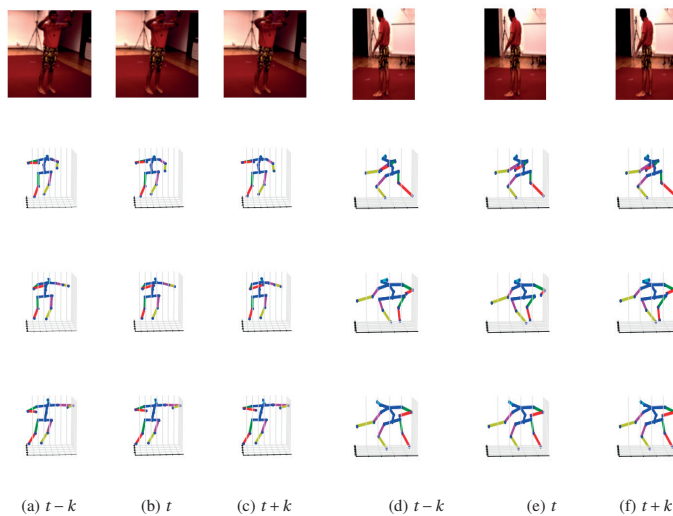 (a) t − k (b) t (c) t + k (d) t − k (e) t (f) t + k